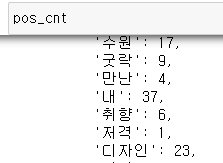 pos_cnt
'수원': 17,
'굿락': 9,
'만난': 4,
'내': 37,
'취향': 6,
'저격': 1,
'디자인': 23,